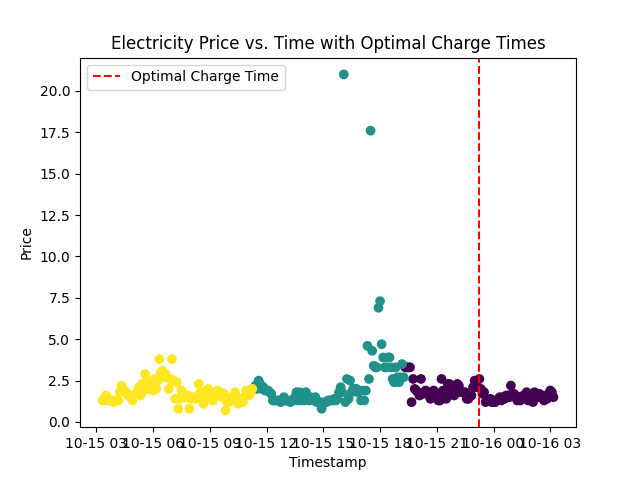 Electricity Price vs. Time with Optimal Charge Times
Optimal Charge Time
20.0
17.5
15.0
12.5
10.0
7.5
5.0
2.5
0.0
Price
10-15 03 10-15 06 10-15 09 10-15 12 10-15 15 10-15 18 10-15 21 10-16 00 10-16 03
Timestamp